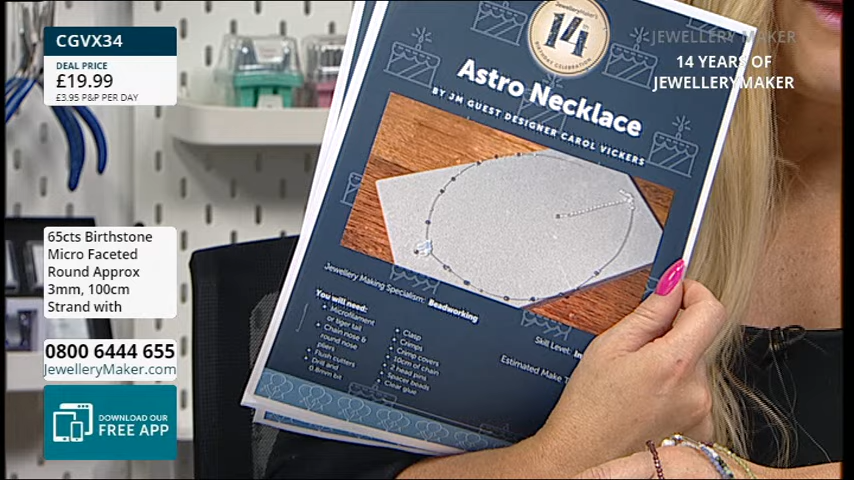 CGVX34
DEAL PRICE
£19.99
£3.95 P&P PER DAY
65cts Birthstone
Micro Faceted
Round Approx
3mm, 100cm
Strand with
0800 6444 655
JewelleryMaker.com
DOWNLOAD OUR
FREE APP
JEWELLERY MAKER
14 YEARS OF
JEWELLERYMAKER
JewelleryMaker's
14
BIRTHDAY CELEBRATION
Astro Necklace
BY JM GUEST DESIGNER CAROL VICKERS
Jewellery Making Specialism: Beadworking
Skill Level:
Estimated Make
You will need:
• Microfilament
or tiger tail
• Chain nose &
round nose
pliers
• Flush cutters
• Drill and
0.8mm bit
• Clasp
• Crimps
• Crimp covers
• 10cm of chain
• 2 head pins
• Spacer beads
• Clear glue